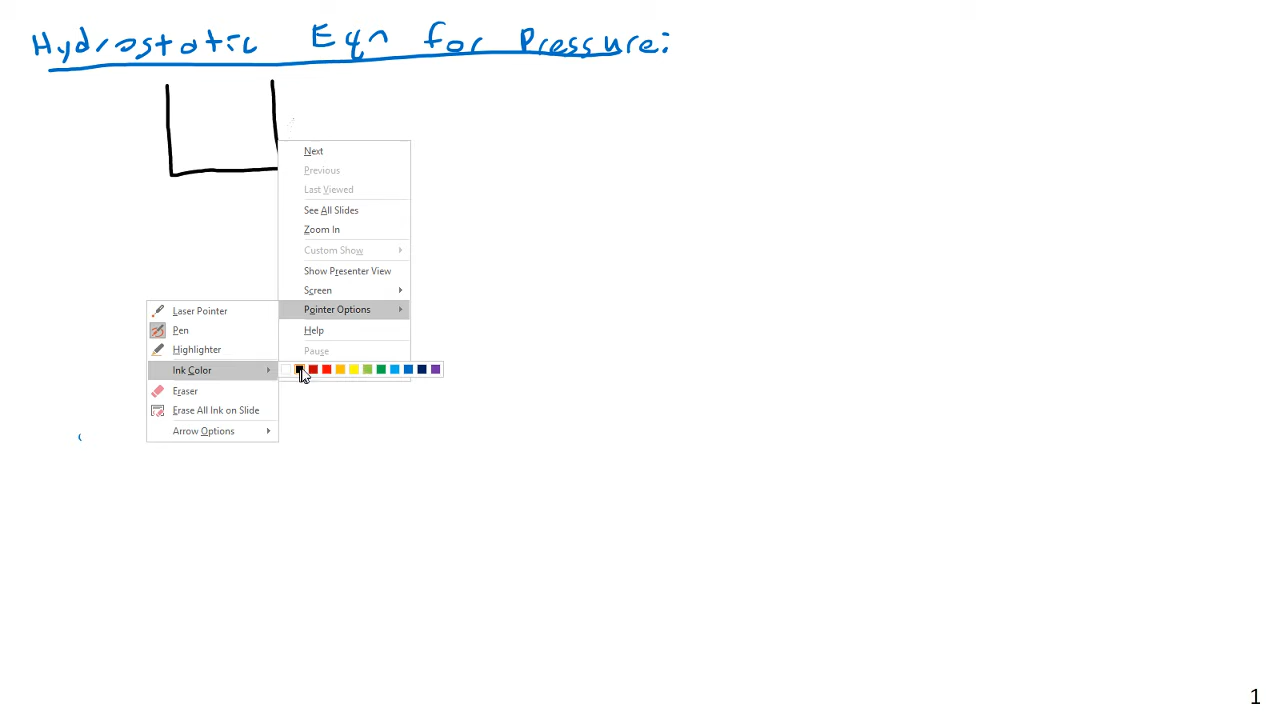 Hydrostatic Eqn for Pressure:
Next
Previous
Last Viewed
See All Slides
Zoom In
Custom Show
Show Presenter View
Screen
Pointer Options
Help
Pause
Laser Pointer
Pen
Highlighter
Ink Color
Eraser
Erase All Ink on Slide
Arrow Options
1